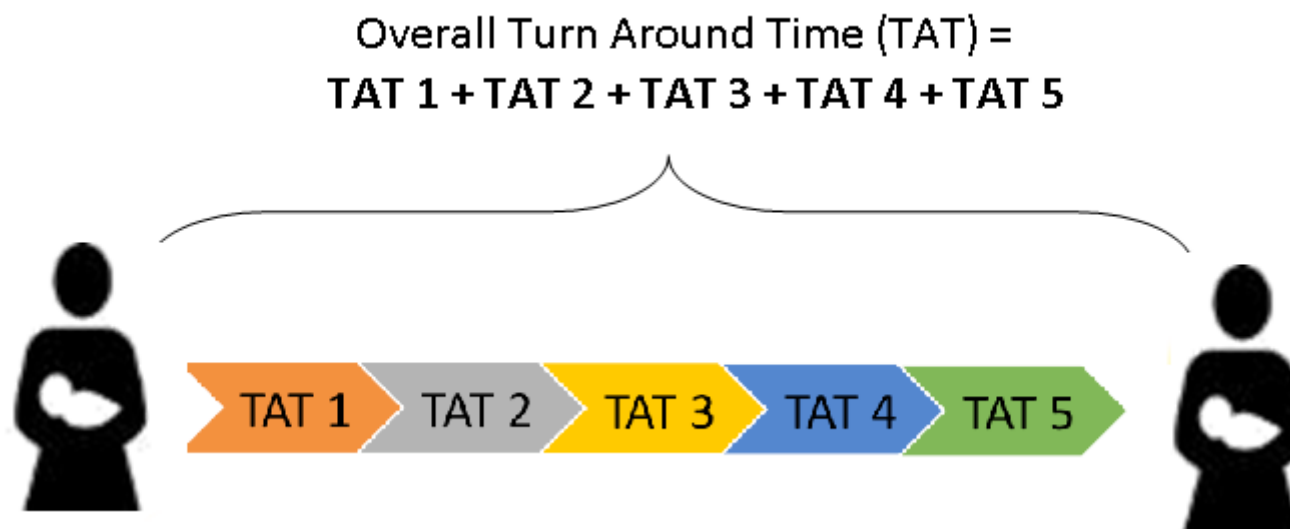 Overall Turn Around Time (TAT) =
TAT 1 + TAT 2 + TAT 3 + TAT 4 + TAT 5
TAT 1 TAT 2 TAT 3 TAT 4 TAT 5